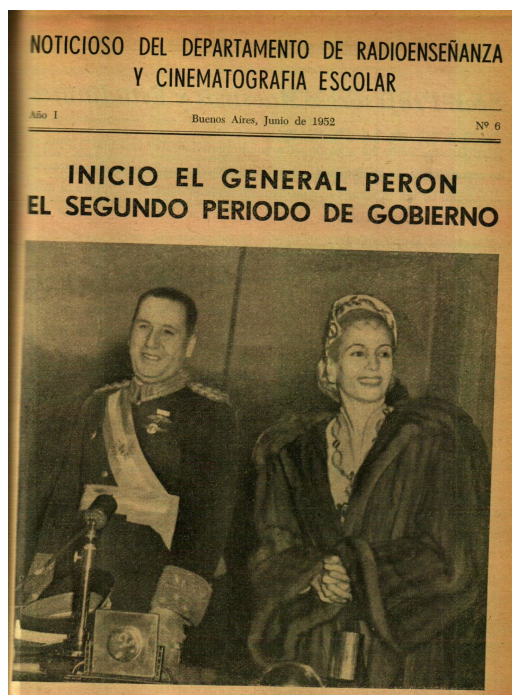 NOTICIOSO DEL DEPARTAMENTO DE RADIOENSEÑANZA
Y CINEMATOGRAFIA ESCOLAR
Año I
Buenos Aires, Junio de 1952
Nº 6
INICIO EL GENERAL PERON
EL SEGUNDO PERIODO DE GOBIERNO